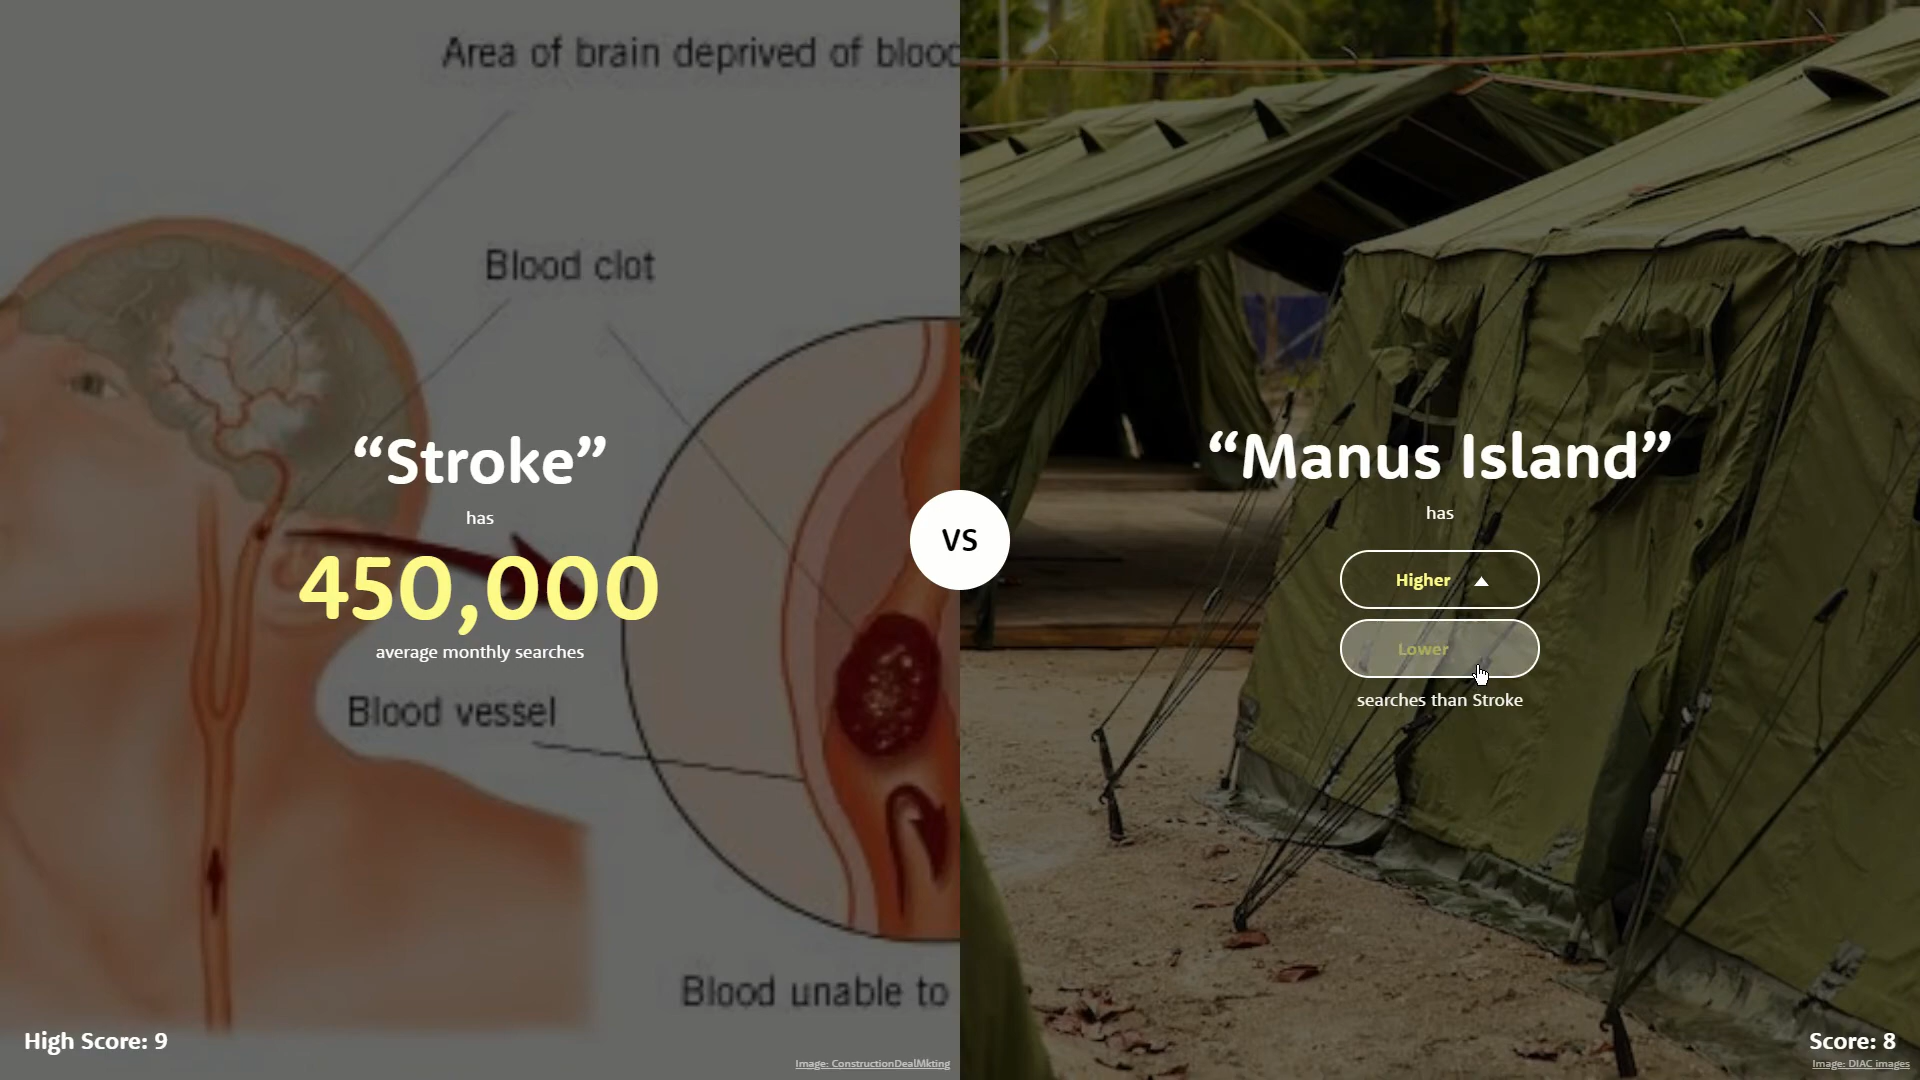 Area of brain deprived of blood
Blood clot
“Stroke”
has
450,000
average monthly searches
Blood vessel
Blood unable to
High Score: 9
Image: ConstructionDealMkting
VS
“Manus Island”
has
Higher
Lower
searches than Stroke
Score: 8
Image: DIAC images